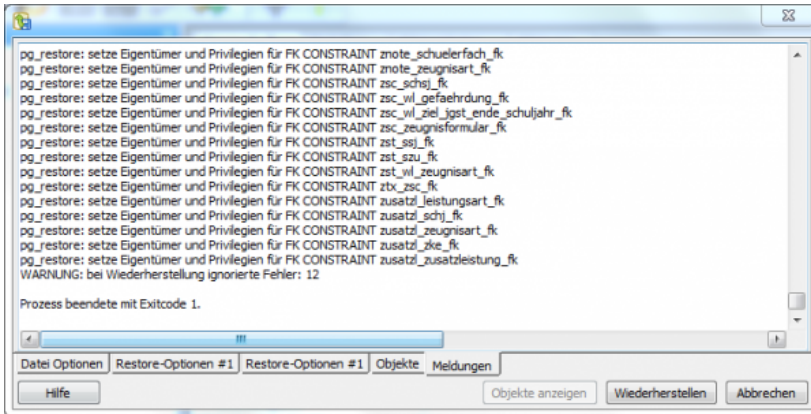 pg_restore: setze Eigentümer und Privilegien für FK CONSTRAINT znote_schuelerfach_fk
pg_restore: setze Eigentümer und Privilegien für FK CONSTRAINT znote_zeugnisart_fk
pg_restore: setze Eigentümer und Privilegien für FK CONSTRAINT zsc_schsj_fk
pg_restore: setze Eigentümer und Privilegien für FK CONSTRAINT zsc_wl_gefaehrdung_fk
pg_restore: setze Eigentümer und Privilegien für FK CONSTRAINT zsc_wl_ziel_jgst_ende_schuljahr_fk
pg_restore: setze Eigentümer und Privilegien für FK CONSTRAINT zsc_zeugnisformular_fk
pg_restore: setze Eigentümer und Privilegien für FK CONSTRAINT zst_ssj_fk
pg_restore: setze Eigentümer und Privilegien für FK CONSTRAINT zst_szu_fk
pg_restore: setze Eigentümer und Privilegien für FK CONSTRAINT zst_wl_zeugnisart_fk
pg_restore: setze Eigentümer und Privilegien für FK CONSTRAINT ztx_zsc_fk
pg_restore: setze Eigentümer und Privilegien für FK CONSTRAINT zusatzl_leistungsart_fk
pg_restore: setze Eigentümer und Privilegien für FK CONSTRAINT zusatzl_schj_fk
pg_restore: setze Eigentümer und Privilegien für FK CONSTRAINT zusatzl_zeugnisart_fk
pg_restore: setze Eigentümer und Privilegien für FK CONSTRAINT zusatzl_zke_fk
pg_restore: setze Eigentümer und Privilegien für FK CONSTRAINT zusatzl_zusatzleistung_fk
WARNUNG: bei Wiederherstellung ignorierte Fehler: 12
Prozess beendete mit Exitcode 1.
Datei Optionen Restore-Optionen #1 Restore-Optionen #1 Objekte Meldungen
Hilfe Objekte anzeigen Wiederherstellen Abbrechen